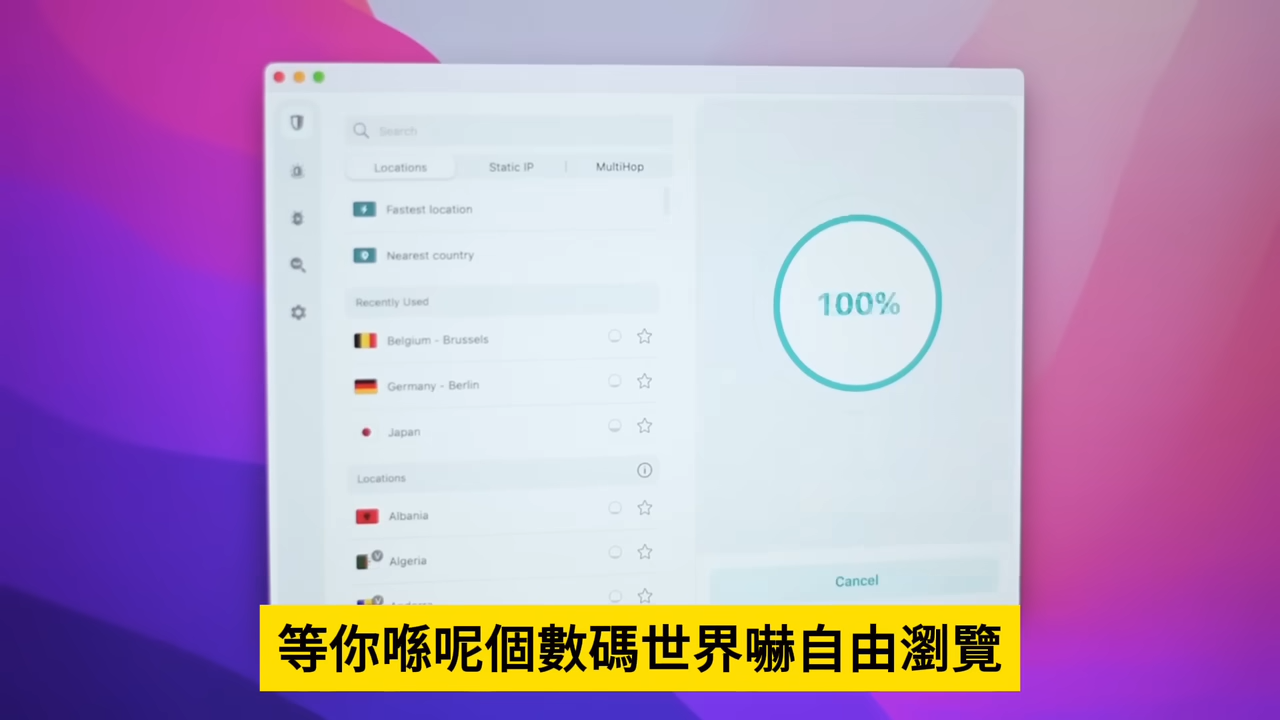 Search
Locations
Static IP
MultiHop
Fastest location
Nearest country
Recently Used
Belgium - Brussels
Germany - Berlin
Japan
Locations
Albania
Algeria
100%
Cancel
等你喺呢個數碼世界嚇自由瀏覽